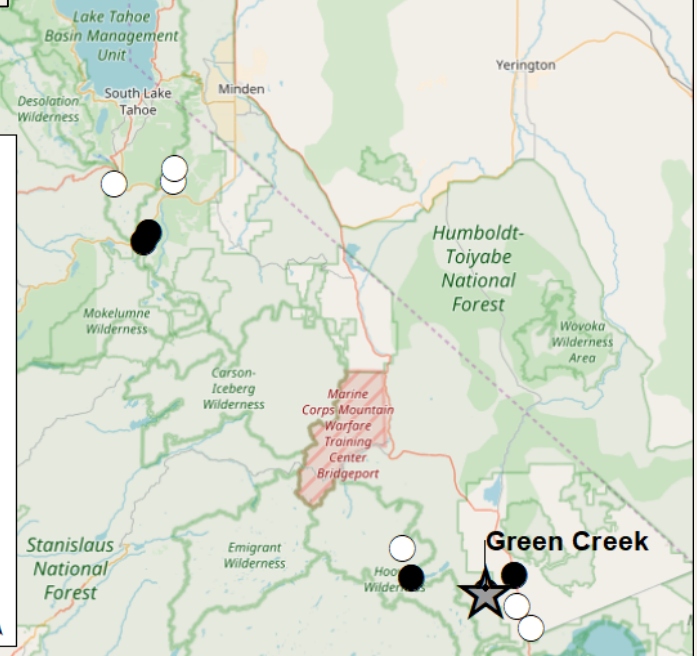 Lake Tahoe
Basin Management
Unit
Yerington
South Lake
Tahoe
Minden
Desolation
Wilderness
Humboldt-
Toiyabe
National
Forest
Mokelumne
Wilderness
Wovoka
Wilderness
Area
Carson-
Iceberg
Wilderness
Marine
Corps Mountain
Warfare
Training
Center
Bridgeport
Green Creek
Stanislaus
National
Forest
Emigrant
Wilderness